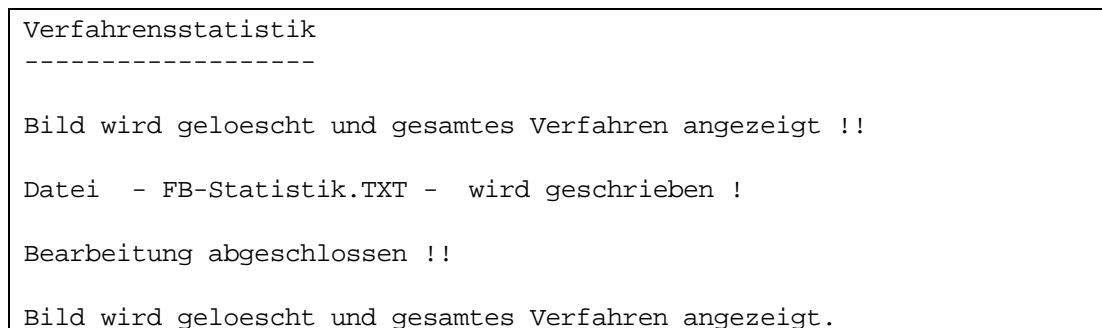 Verfahrensstatistik
-------------------
Bild wird geloescht und gesamtes Verfahren angezeigt !!
Datei  - FB-Statistik.TXT -  wird geschrieben !
Bearbeitung abgeschlossen !!
Bild wird geloescht und gesamtes Verfahren angezeigt.